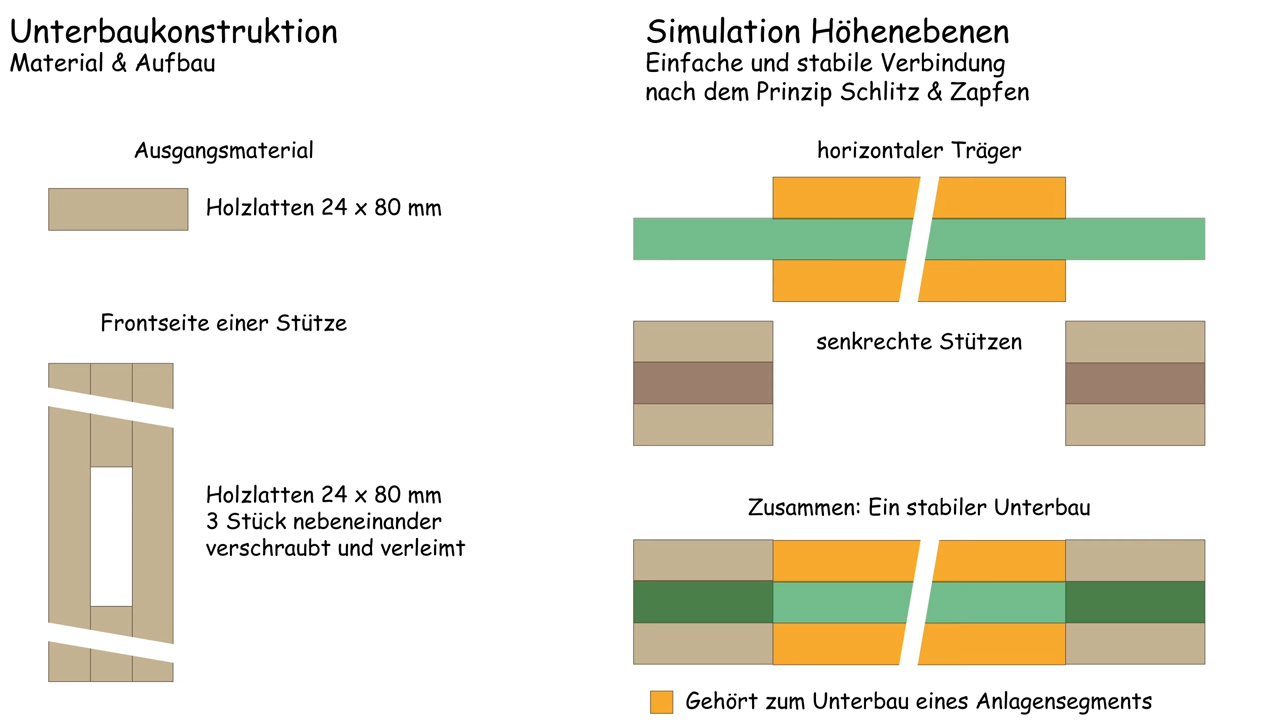 Unterbaukonstruktion
Material & Aufbau
Ausgangsmaterial
Holzlatten 24 x 80 mm
Frontseite einer Stütze
Holzlatten 24 x 80 mm
3 Stück nebeneinander
verschraubt und verleimt
Simulation Höhenebenen
Einfache und stabile Verbindung
nach dem Prinzip Schlitz & Zapfen
horizontaler Träger
senkrechte Stützen
Zusammen: Ein stabiler Unterbau
Gehört zum Unterbau eines Anlagensegments